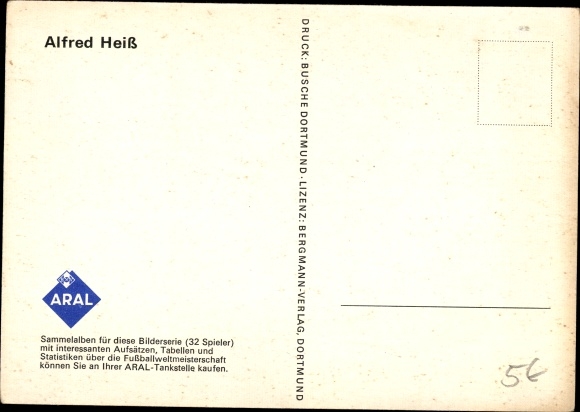 Alfred Heiß
DRUCK: BUSCHE DORTMUND · LIZENZ: BERGMANN-VERLAG, DORTMUND
ARAL
Sammelalben für diese Bilderserie (32 Spieler)
mit interessanten Aufsätzen, Tabellen und
Statistiken über die Fußballweltmeisterschaft
können Sie an Ihrer ARAL-Tankstelle kaufen.
5€